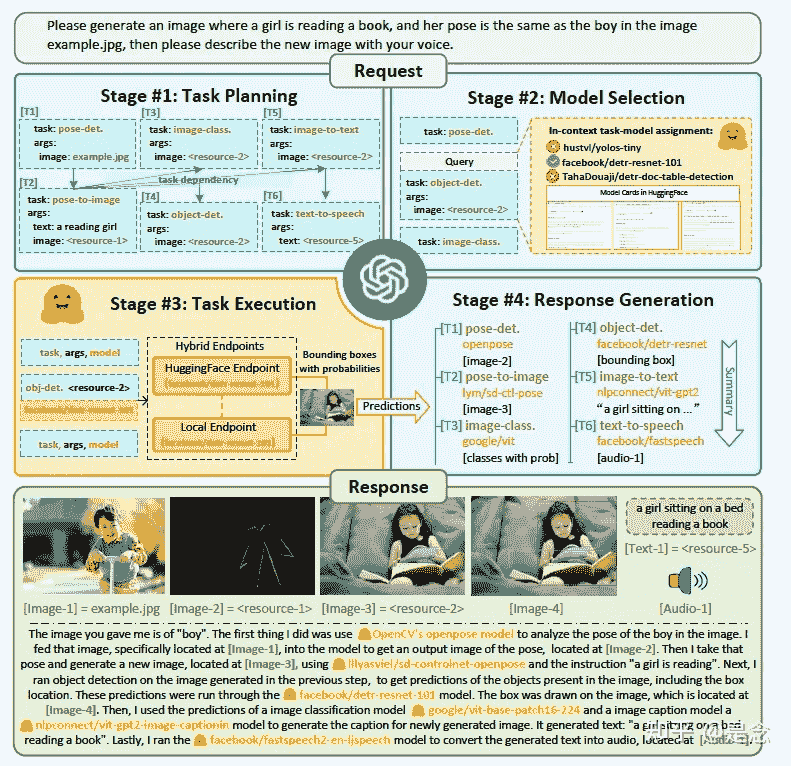 Please generate an image where a girl is reading a book, and her pose is the same as the boy in the image
example.jpg, then please describe the new image with your voice.
Request
Stage #1: Task Planning
[T1]
task: pose-det.
args:
image: example.jpg
[T3]
task: image-class.
args:
image: <resource-2>
[T5]
task: image-to-text
args:
image: <resource-2>
task dependency
[T2]
task: pose-to-image
args:
text: a reading girl
image: <resource-1>
[T4]
task: object-det.
args:
image: <resource-2>
[T6]
task: text-to-speech
args:
text: <resource-5>
Stage #2: Model Selection
task: pose-det.
Query
task: object-det.
args:
image: <resource-2>
task: image-class.
In-context task-model assignment:
hustvl/yolos-tiny
facebook/detr-resnet-101
TahaDouaji/detr-doc-table-detection
Model Cards in HuggingFace
Stage #3: Task Execution
task, args, model
obj-det. <resource-2>
task, args, model
Hybrid Endpoints
HuggingFace Endpoint
Local Endpoint
Bounding boxes
with probabilities
Predictions
Stage #4: Response Generation
[T1] pose-det.
openpose
[image-2]
[T2] pose-to-image
lym/sd-ctl-pose
[image-3]
[T3] image-class.
google/vit
[classes with prob]
[T4] object-det.
facebook/detr-resnet
[bounding box]
[T5] image-to-text
nlpconnect/vit-gpt2
“a girl sitting on ...”
[T6] text-to-speech
facebook/fastspeech
[audio-1]
Summary
Response
a girl sitting on a bed
reading a book
[Text-1] = <resource-5>
[Image-1] = example.jpg [Image-2] = <resource-1> [Image-3] = <resource-2> [Image-4] [Audio-1]
The image you gave me is of "boy". The first thing I did was use OpenCV's openpose model to analyze the pose of the boy in the image. I
fed that image, specifically located at [Image-1], into the model to get an output image of the pose, located at [Image-2]. Then I take that
pose and generate a new image, located at [Image-3], using lllyasviel/sd-controlnet-openpose and the instruction "a girl is reading". Next, I
ran object detection on the image generated in the previous step, to get predictions of the objects present in the image, including the box
location. These predictions were run through the facebook/detr-resnet-101 model. The box was drawn on the image, which is located at
[Image-4]. Then, I used the predictions of a image classification model google/vit-base-patch16-224 and a image caption model a
nlpconnect/vit-gpt2-image-captionin model to generate the caption for newly generated image. It generated text: "a girl sitting on a bed
reading a book". Lastly, I ran the facebook/fastspeech2-en-ljspeech model to convert the generated text into audio, located at [Audio-1].
知乎 @是念